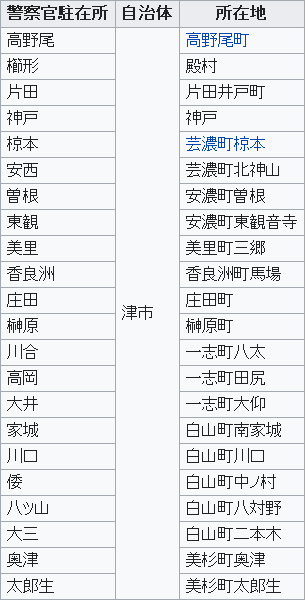 警察官駐在所 自治体 所在地
高野尾 津市 高野尾町
櫛形 殿村
片田 片田井戸町
神戸 神戸
椋本 芸濃町椋本
安西 芸濃町北神山
曽根 安濃町曽根
東観 安濃町東観音寺
美里 美里町三郷
香良洲 香良洲町馬場
庄田 庄田町
榊原 榊原町
川合 一志町八太
高岡 一志町田尻
大井 一志町大仰
家城 白山町南家城
川口 白山町川口
倭 白山町中ノ村
八ツ山 白山町八対野
大三 白山町二本木
奥津 美杉町奥津
太郎生 美杉町太郎生